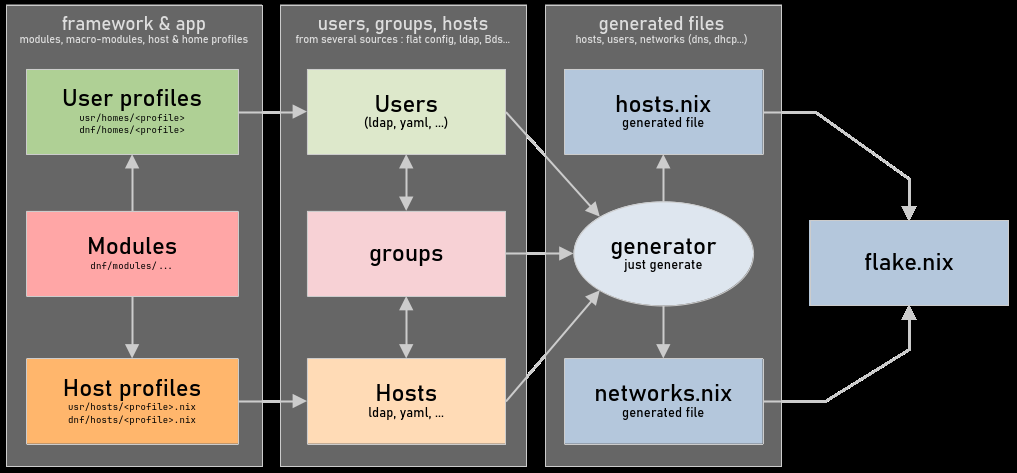 framework & app
modules, macro-modules, host & home profiles
User profiles
usr/homes/<profile>
dnf/homes/<profile>
Modules
dnf/modules/...
Host profiles
usr/hosts/<profile>.nix
dnf/hosts/<profile>.nix
users, groups, hosts
from several sources : flat config, ldap, Bds...
Users
(ldap, yaml, ...)
groups
Hosts
ldap, yaml, ...
generated files
hosts, users, networks (dns, dhcp...)
hosts.nix
generated file
generator
just generate
networks.nix
generated file
flake.nix